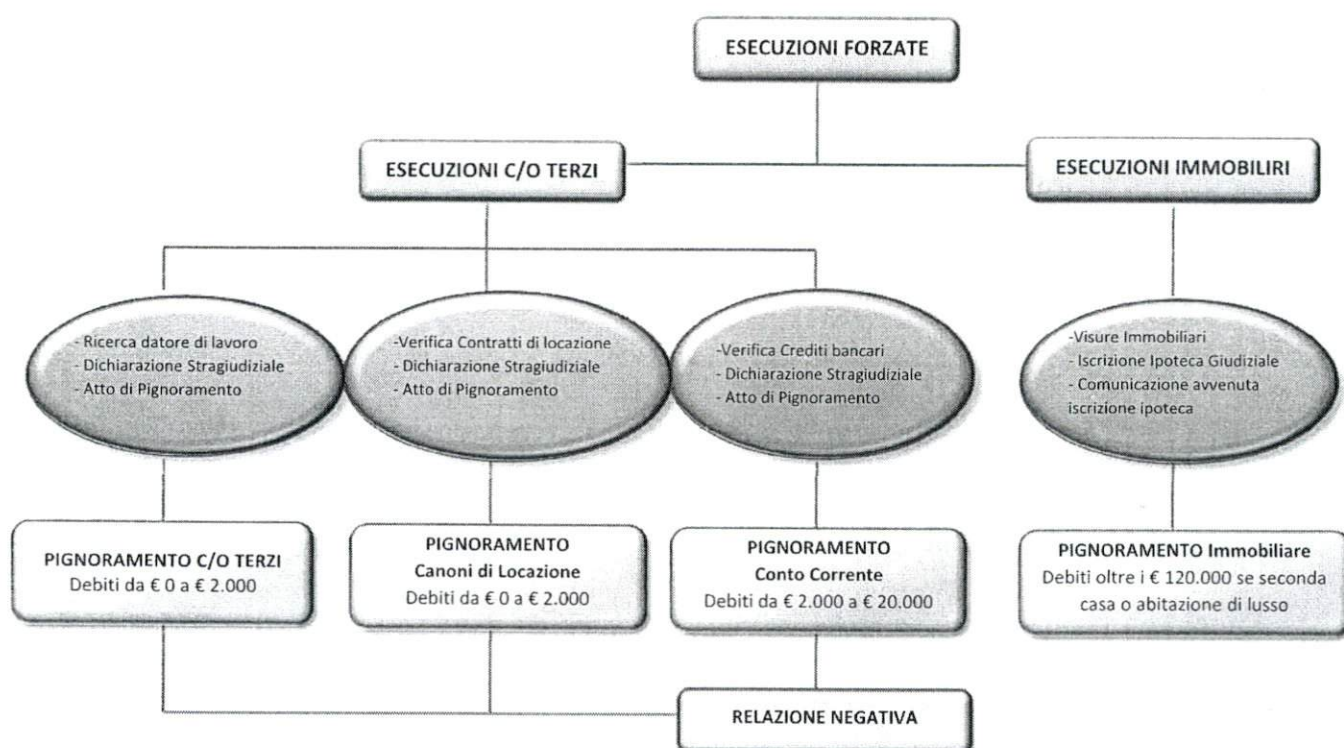 ESECUZIONI FORZATE
ESECUZIONI C/O TERZI
ESECUZIONI IMMOBILIRI
-Ricerca datore di lavoro
- Dichiarazione Stragiudiziale
- Atto di Pignoramento
-Verifica Contratti di locazione
- Dichiarazione Stragiudiziale
- Atto di Pignoramento
-Verifica Crediti bancari
- Dichiarazione Stragiudiziale
- Atto di Pignoramento
-Visure Immobiliari
- Iscrizione Ipoteca Giudiziale
- Comunicazione avvenuta
iscrizione ipoteca
PIGNORAMENTO C/O TERZI
Debiti da € 0 a € 2.000
PIGNORAMENTO
Canoni di Locazione
Debiti da € 0 a € 2.000
PIGNORAMENTO
Conto Corrente
Debiti da € 2.000 a € 20.000
PIGNORAMENTO Immobiliare
Debiti oltre i € 120.000 se seconda
casa o abitazione di lusso
RELAZIONE NEGATIVA